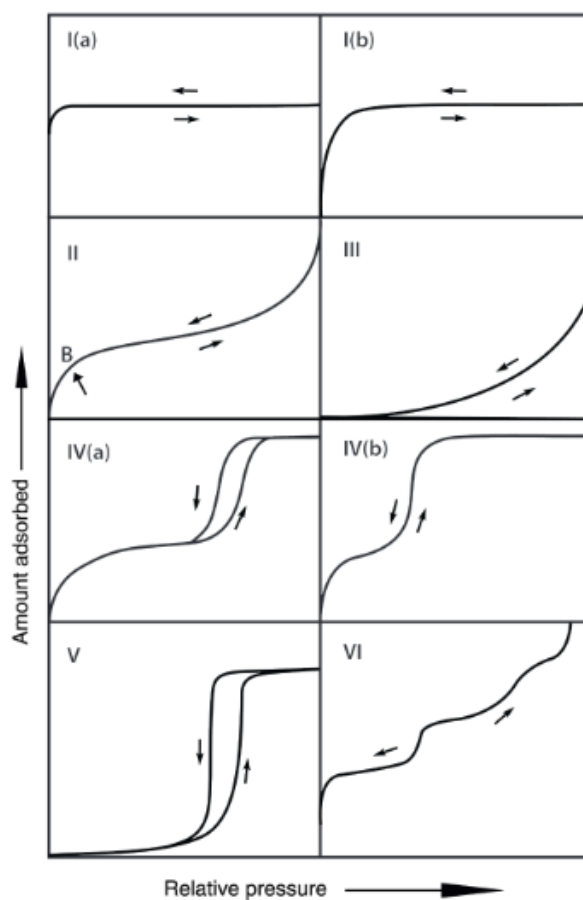 I(a)
I(b)
II
III
B
IV(a)
IV(b)
V
VI
Amount adsorbed
Relative pressure